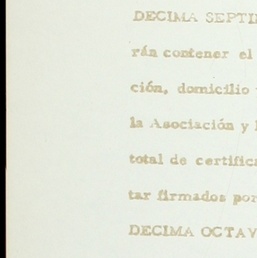 DECIMA SEPTI
rán contener el
ción, domicilio
la Asociación y
total de certific
tar firmados por
DECIMA OCTAV